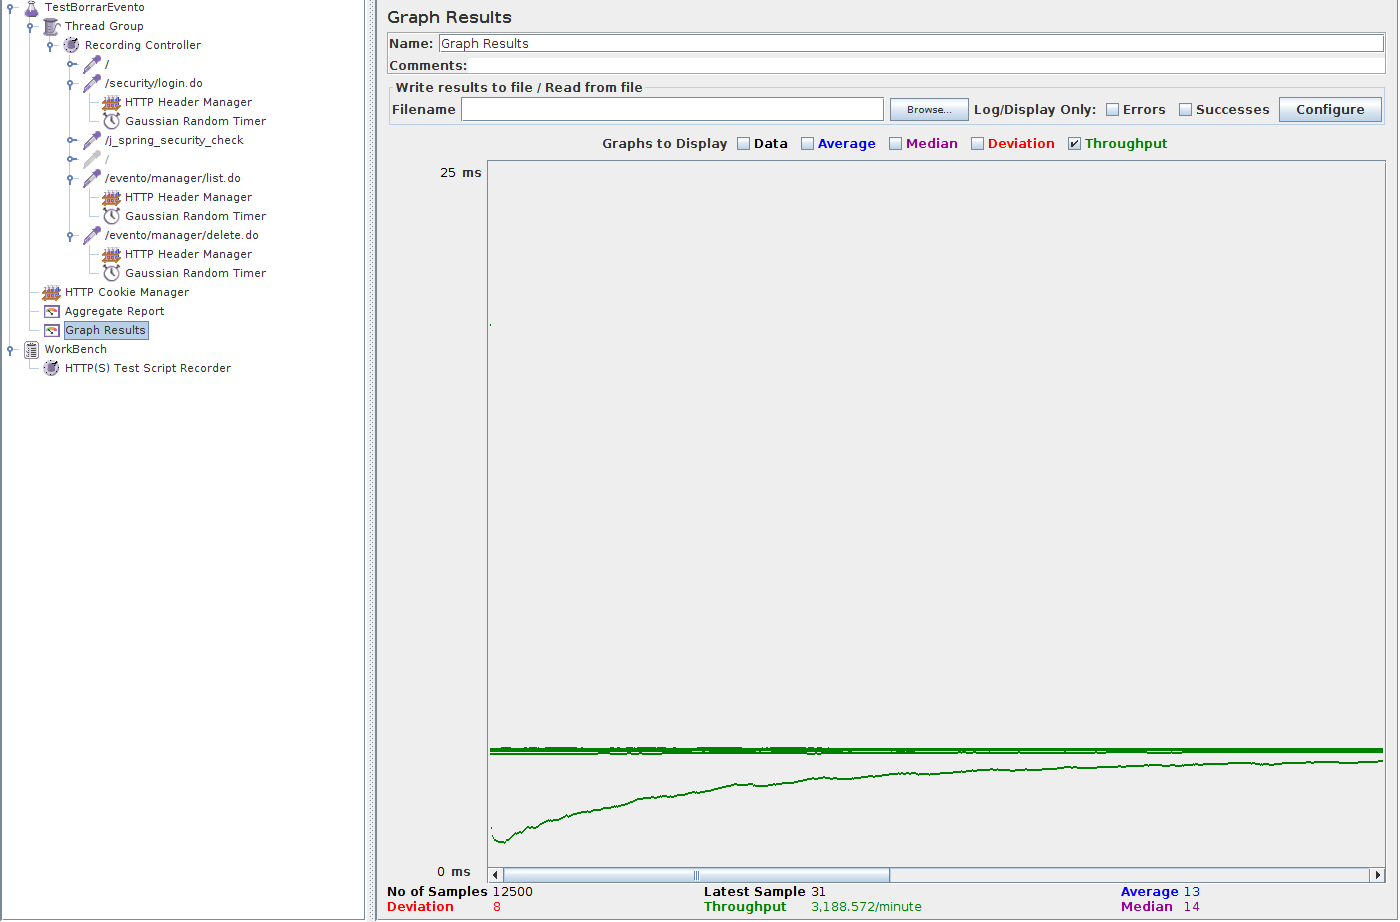 TestBorrarEvento
Thread Group
Recording Controller
/
/security/login.do
HTTP Header Manager
Gaussian Random Timer
/j_spring_security_check
/
/evento/manager/list.do
HTTP Header Manager
Gaussian Random Timer
/evento/manager/delete.do
HTTP Header Manager
Gaussian Random Timer
HTTP Cookie Manager
Aggregate Report
Graph Results
WorkBench
HTTP(S) Test Script Recorder
Graph Results
Name: Graph Results
Comments:
Write results to file / Read from file
Filename Browse... Log/Display Only: Errors Successes Configure
Graphs to Display Data Average Median Deviation Throughput
25 ms
0 ms
No of Samples 12500 Latest Sample 31 Average 13
Deviation 8 Throughput 3,188.572/minute Median 14